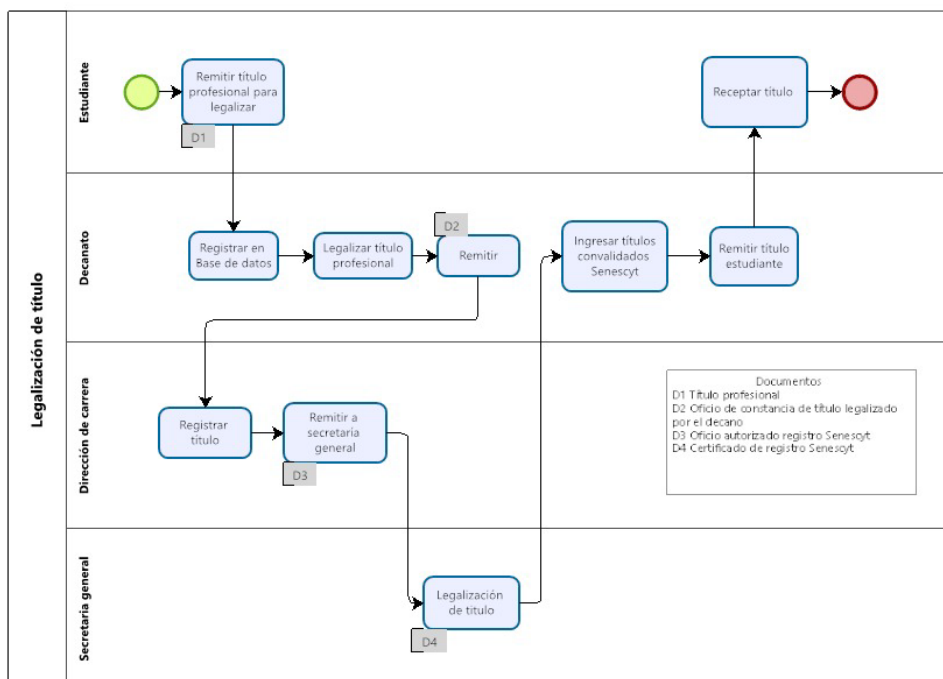 Legalización de título
Estudiante
Remitir título
profesional para
legalizar
D1
Receptar título
Decanato
Registrar en
Base de datos
Legalizar título
profesional
D2
Remitir
Ingresar títulos
convalidados
Senescyt
Remitir título
estudiante
Dirección de carrera
Registrar
título
Remitir a
secretaria
general
D3
Documentos
D1 Título profesional
D2 Oficio de constancia de título legalizado
por el decano
D3 Oficio autorizado registro Senescyt
D4 Certificado de registro Senescyt
Secretaria general
Legalización
de titulo
D4